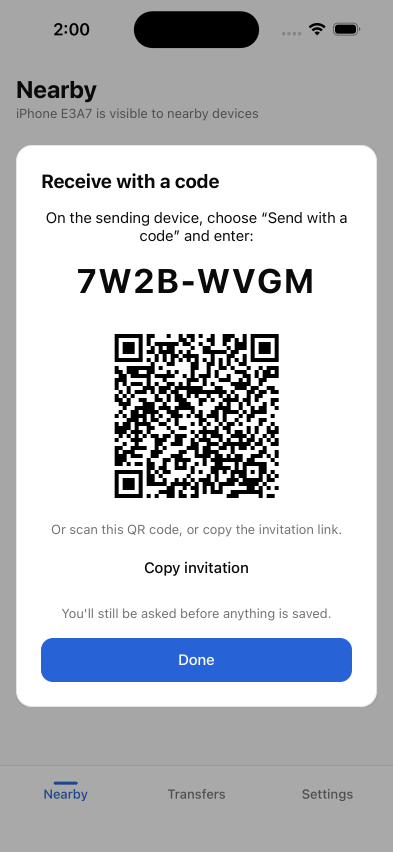 2:00
Nearby
iPhone E3A7 is visible to nearby devices
Receive with a code
On the sending device, choose “Send with a
code” and enter:
7W2B-WVGM
Or scan this QR code, or copy the invitation link.
Copy invitation
You'll still be asked before anything is saved.
Done
Nearby
Transfers
Settings